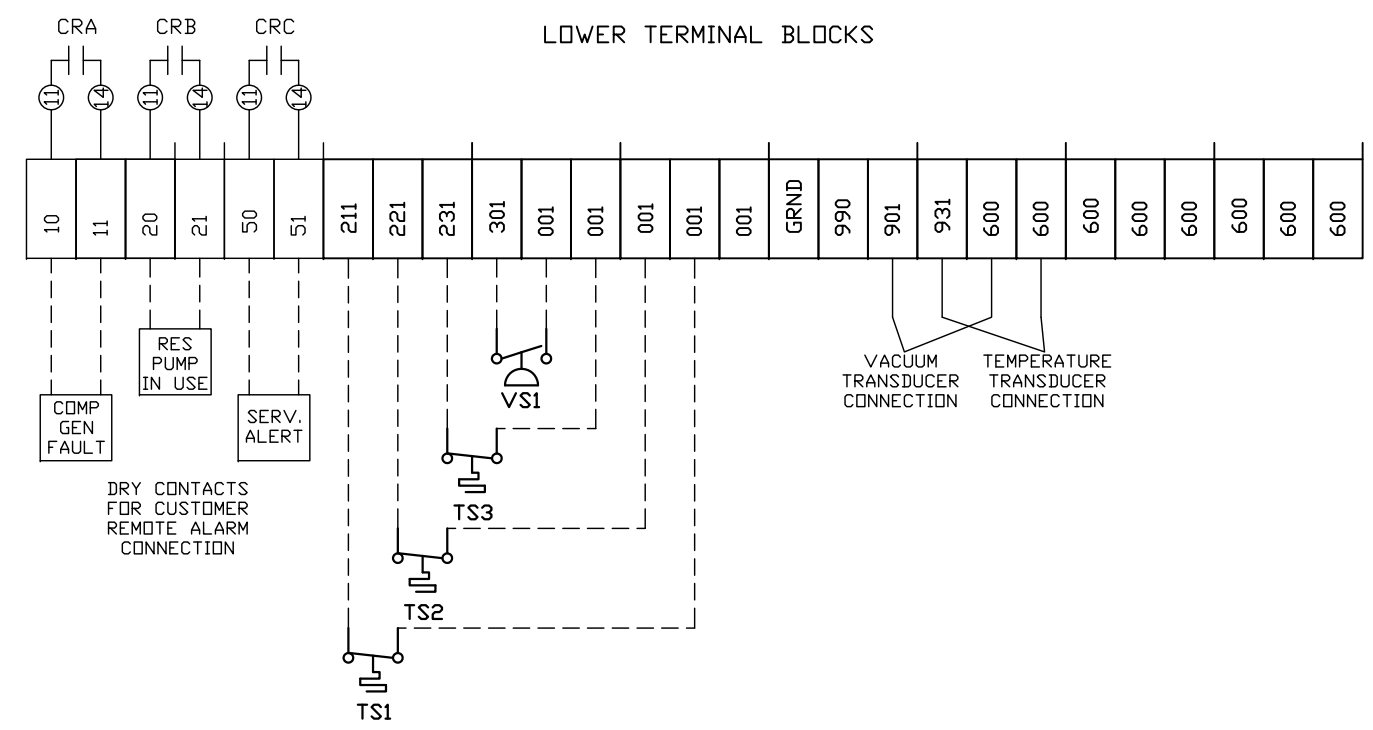 CRA CRB CRC
LOWER TERMINAL BLOCKS
11 14 11 14 11 14
10 11 20 21 50 51 211 221 231 301 001 001 001 001 001 GRND 990 901 931 600 600 600 600 600 600 600 600
RES
PUMP
IN USE
COMP
GEN
FAULT
SERV.
ALERT
VS1
VACUUM
TRANSDUCER
CONNECTION
TEMPERATURE
TRANSDUCER
CONNECTION
DRY CONTACTS
FOR CUSTOMER
REMOTE ALARM
CONNECTION
TS3
TS2
TS1